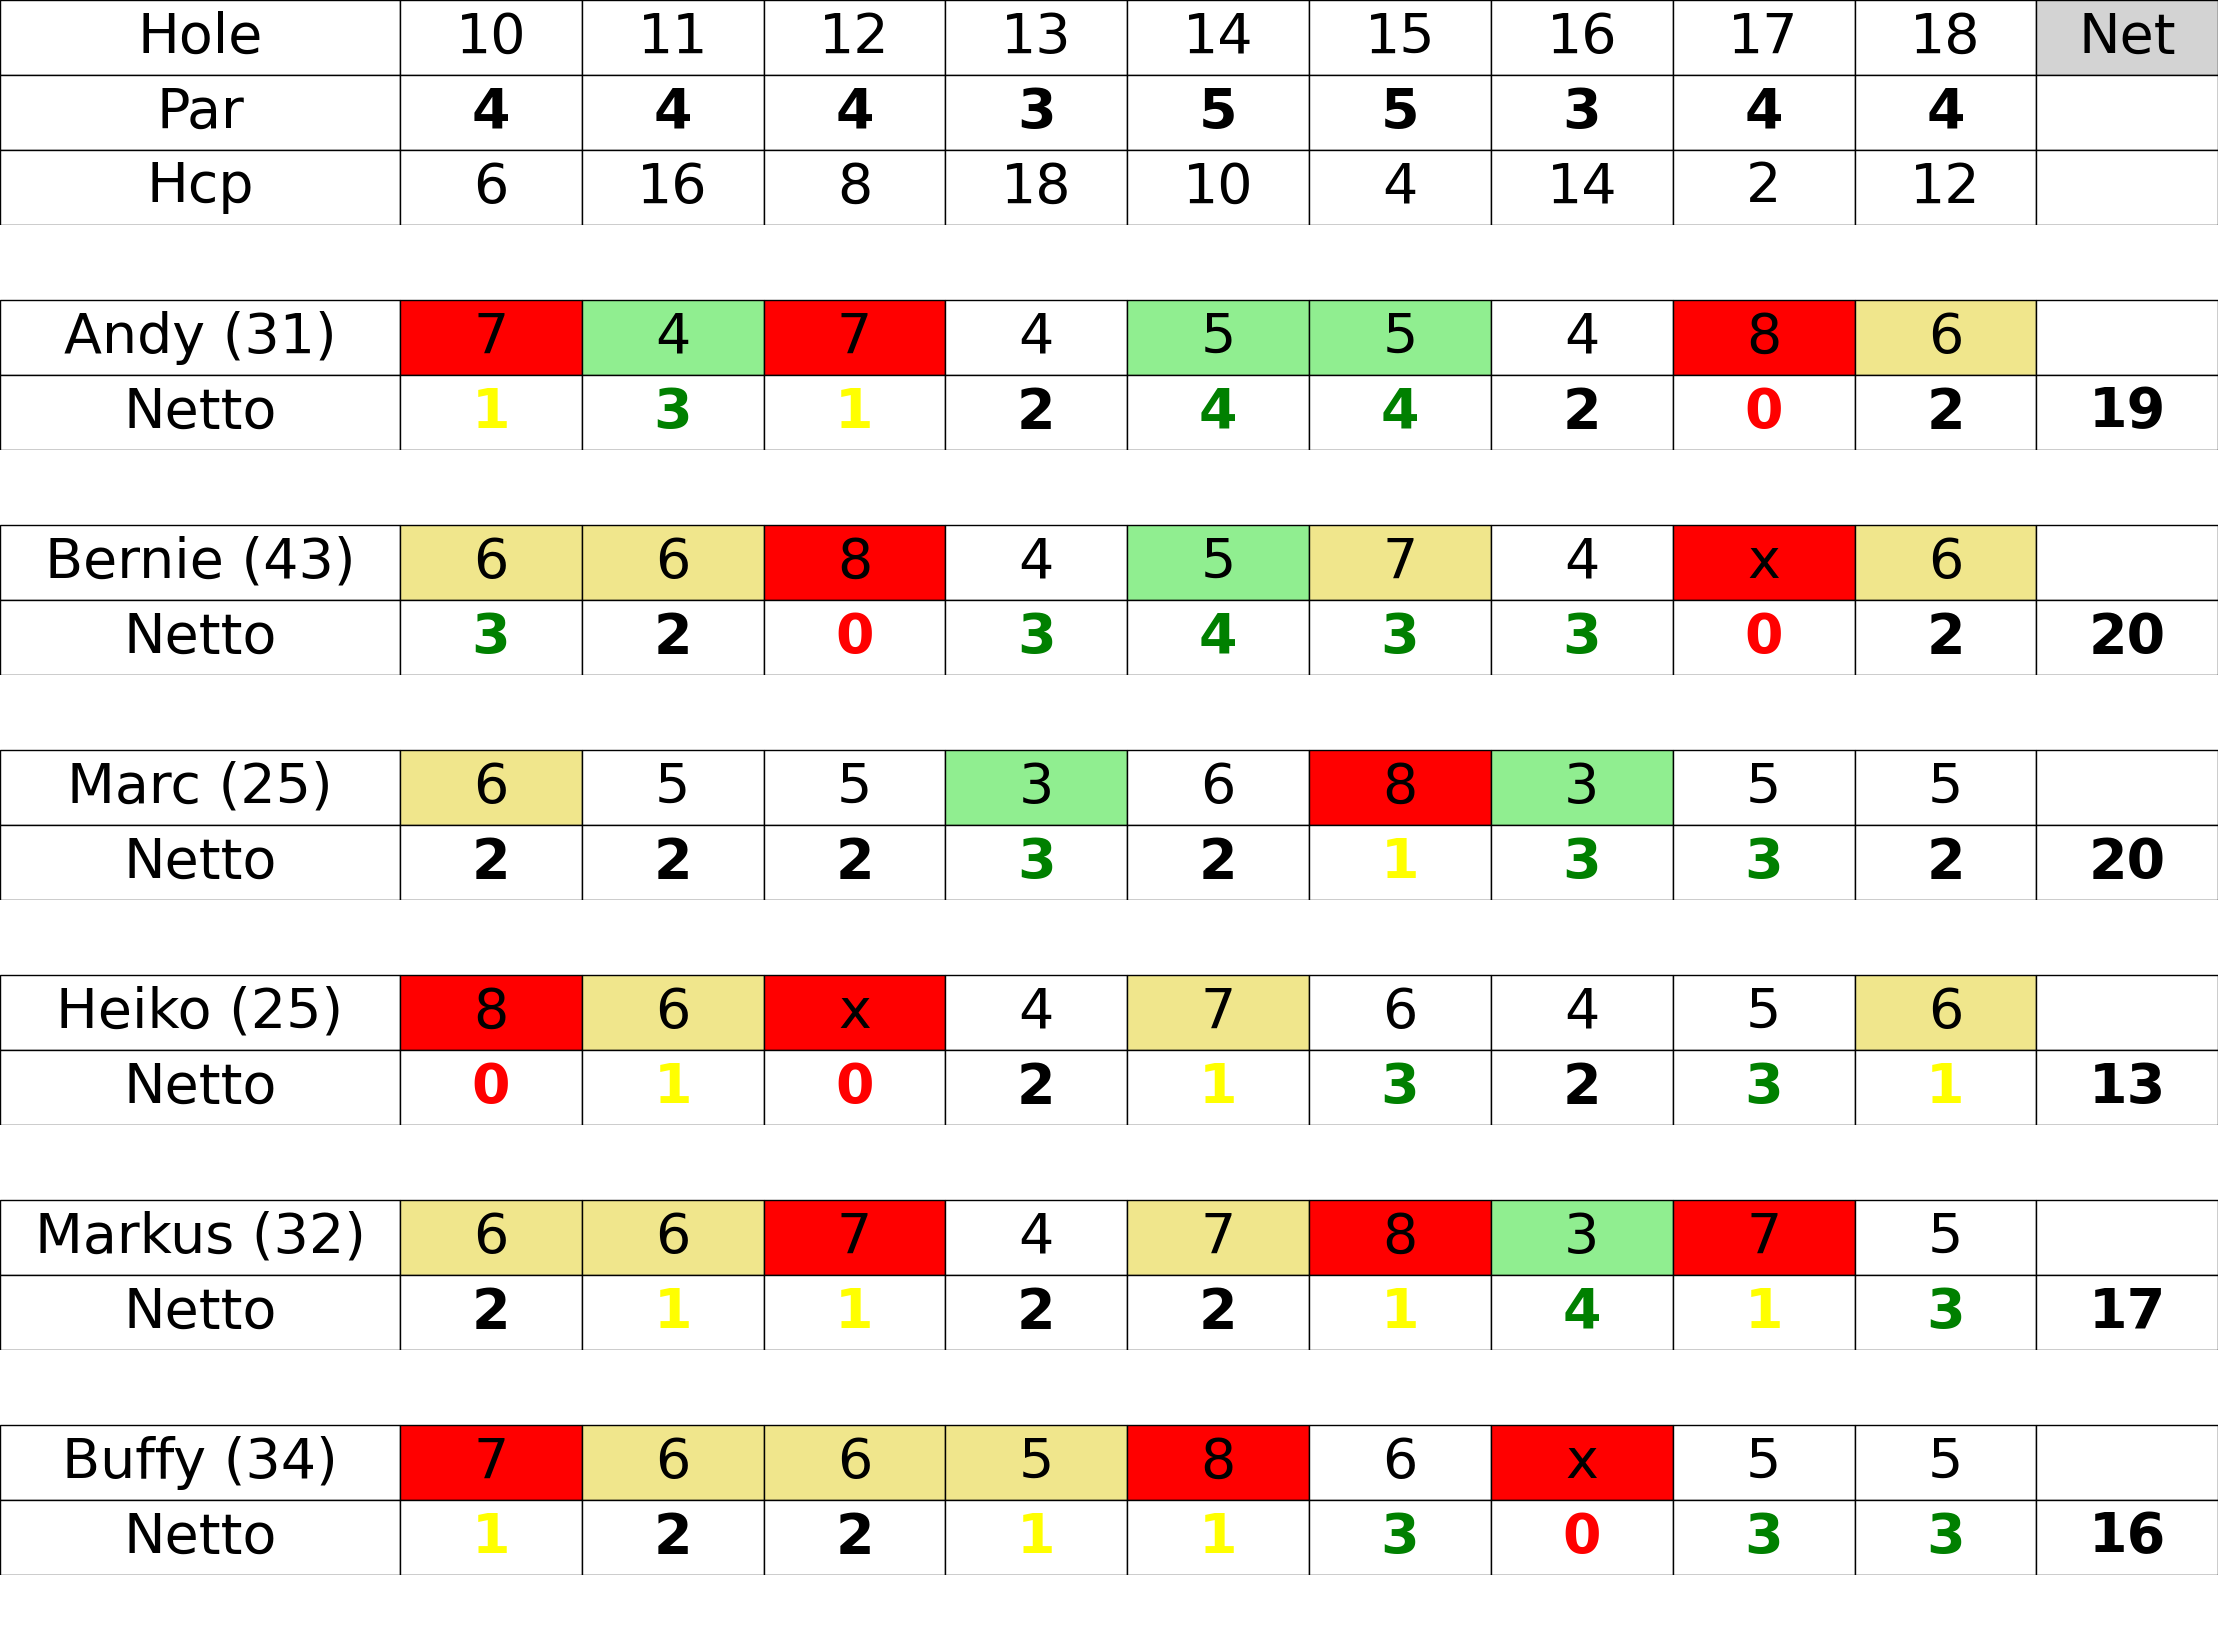 Hole 10 11 12 13 14 15 16 17 18 Net
Par 4 4 4 3 5 5 3 4 4
Hcp 6 16 8 18 10 4 14 2 12
Andy (31) 7 4 7 4 5 5 4 8 6
Netto 1 3 1 2 4 4 2 0 2 19
Bernie (43) 6 6 8 4 5 7 4 x 6
Netto 3 2 0 3 4 3 3 0 2 20
Marc (25) 6 5 5 3 6 8 3 5 5
Netto 2 2 2 3 2 1 3 3 2 20
Heiko (25) 8 6 x 4 7 6 4 5 6
Netto 0 1 0 2 1 3 2 3 1 13
Markus (32) 6 6 7 4 7 8 3 7 5
Netto 2 1 1 2 2 1 4 1 3 17
Buffy (34) 7 6 6 5 8 6 x 5 5
Netto 1 2 2 1 1 3 0 3 3 16